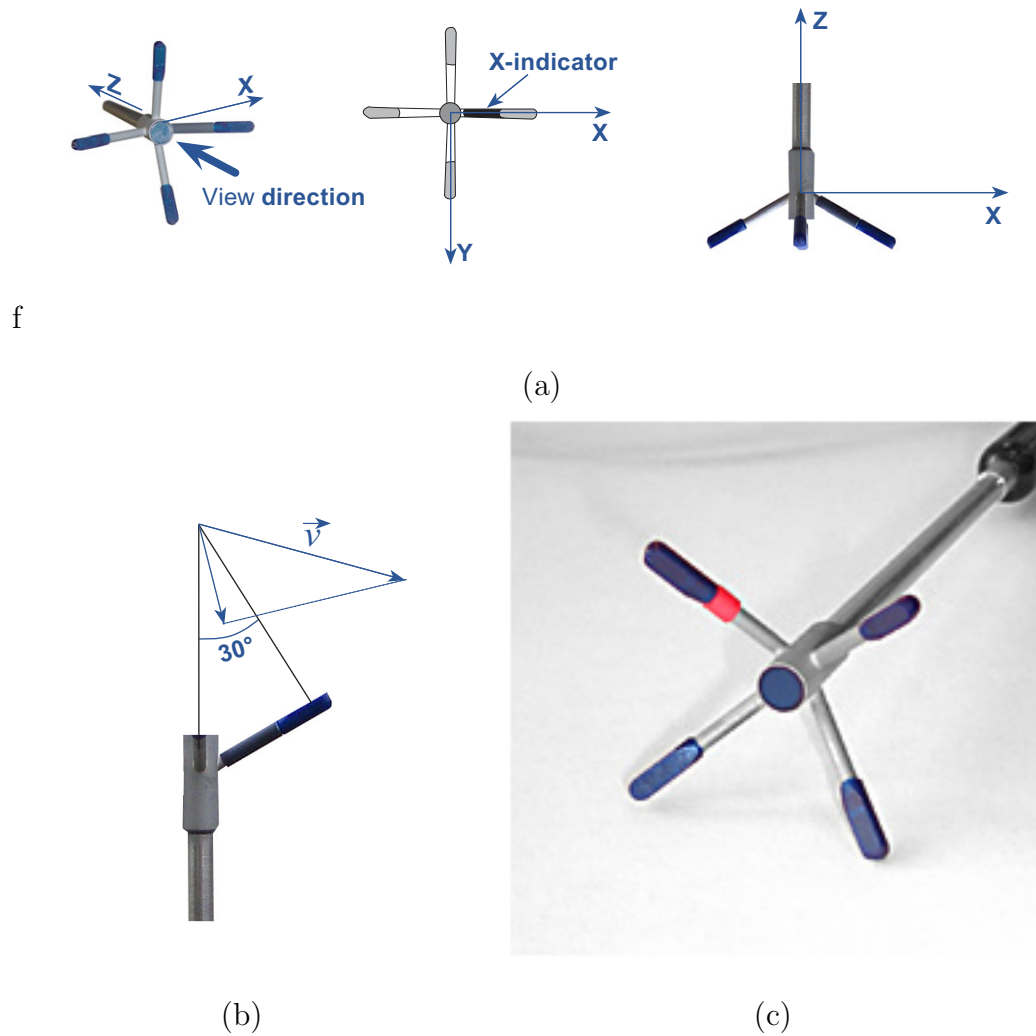 Z
X
View direction
X-indicator
X
Y
Z
X
f
(a)
v
30°
(b)
(c)